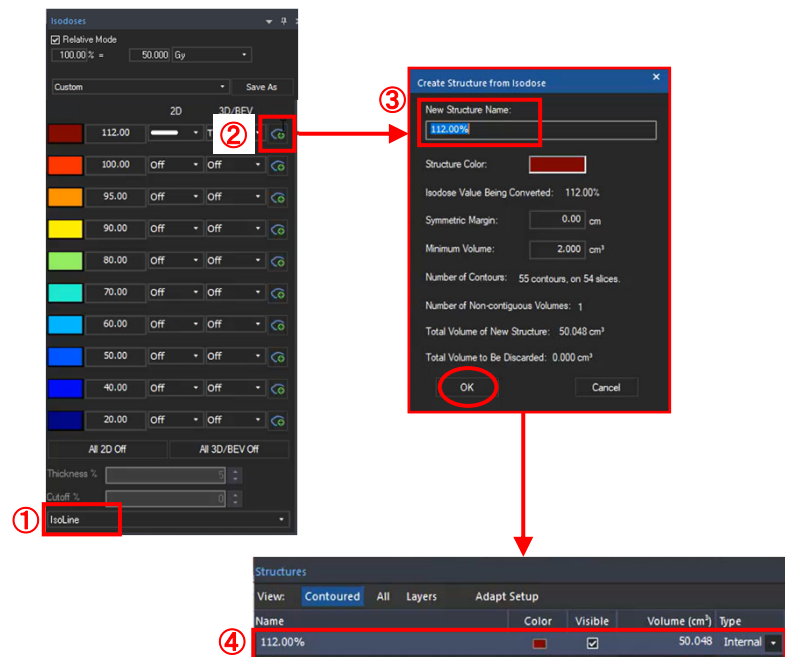 Isodoses
Relative Mode
100.00 % = 50.000 Gy
Custom Save As
2D 3D/BEV
② 112.00
100.00 Off Off
95.00 Off Off
90.00 Off Off
80.00 Off Off
70.00 Off Off
60.00 Off Off
50.00 Off Off
40.00 Off Off
20.00 Off Off
All 2D Off All 3D/BEV Off
Thickness % 5
Cutoff % 0
① IsoLine
Create Structure from Isodose
③ New Structure Name:
112.00%
Structure Color:
Isodose Value Being Converted: 112.00%
Symmetric Margin: 0.00 cm
Minimum Volume: 2.000 cm³
Number of Contours: 55 contours, on 54 slices.
Number of Non-contiguous Volumes: 1
Total Volume of New Structure: 50.048 cm³
Total Volume to Be Discarded: 0.000 cm³
OK Cancel
Structures
View: Contoured All Layers Adapt Setup
Name Color Visible Volume (cm³) Type
④ 112.00% 50.048 Internal